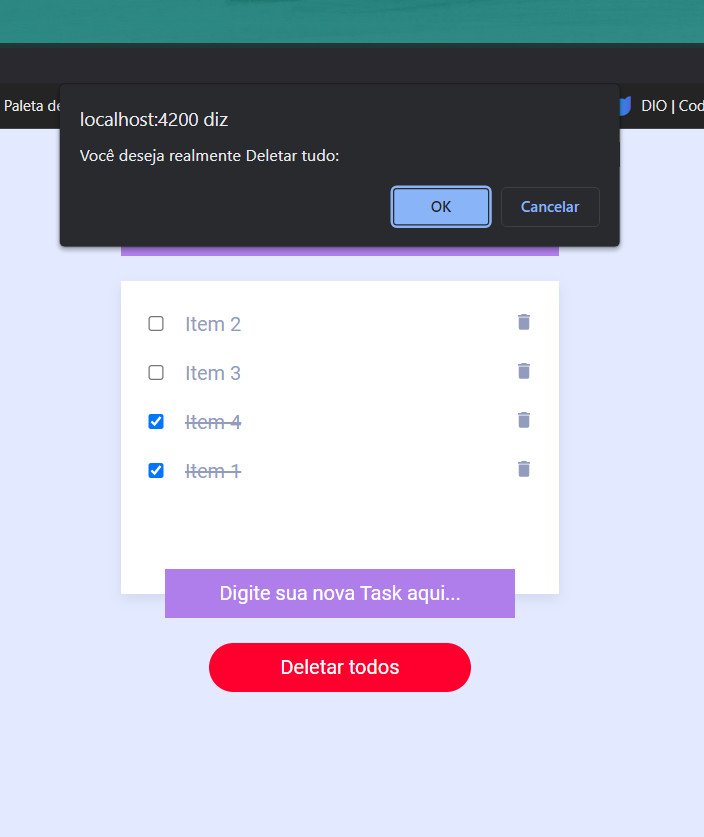 Paleta de
DIO | Cod
localhost:4200 diz
Você deseja realmente Deletar tudo:
OK
Cancelar
Item 2
Item 3
Item 4
Item 1
Digite sua nova Task aqui...
Deletar todos